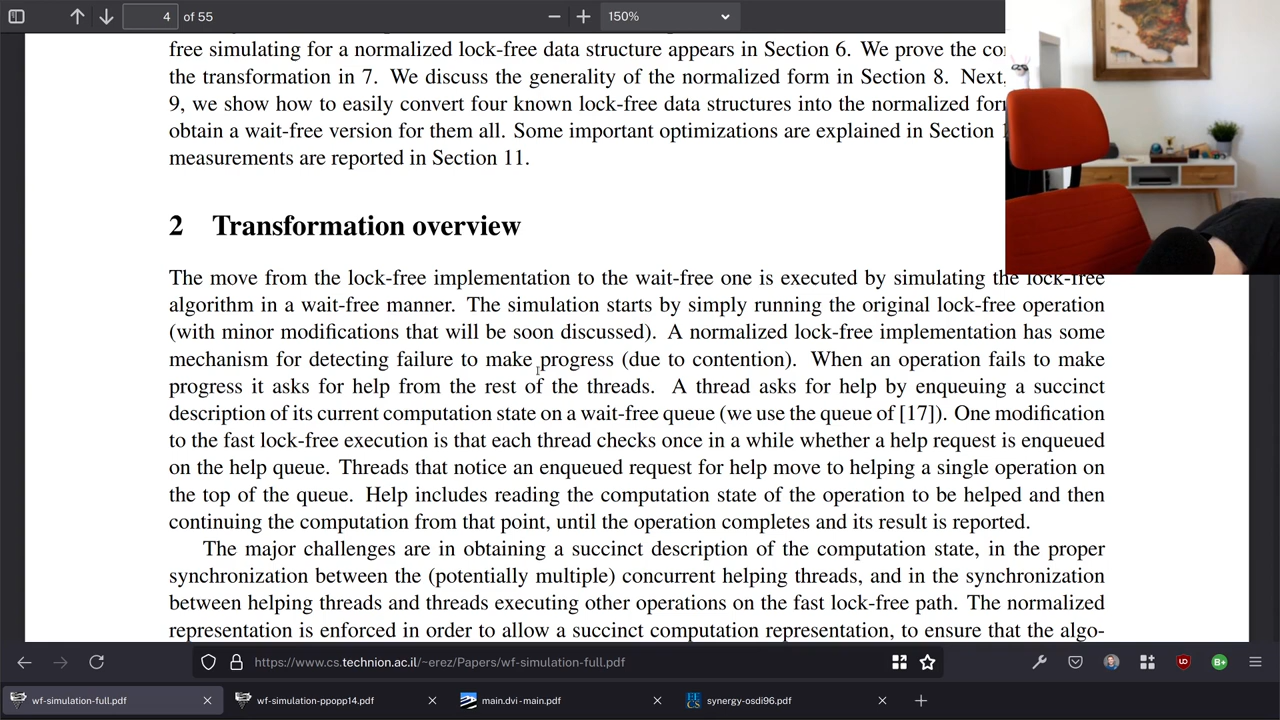 4 of 55
150%
free simulating for a normalized lock-free data structure appears in Section 6. We prove the
the transformation in 7. We discuss the generality of the normalized form in Section 8. Next,
9, we show how to easily convert four known lock-free data structures into the normalized
obtain a wait-free version for them all. Some important optimizations are explained in Section
measurements are reported in Section 11.
2 Transformation overview
The move from the lock-free implementation to the wait-free one is executed by simulating the lock-free
algorithm in a wait-free manner. The simulation starts by simply running the original lock-free operation
(with minor modifications that will be soon discussed). A normalized lock-free implementation has some
mechanism for detecting failure to make progress (due to contention). When an operation fails to make
progress it asks for help from the rest of the threads. A thread asks for help by enqueuing a succinct
description of its current computation state on a wait-free queue (we use the queue of [17]). One modification
to the fast lock-free execution is that each thread checks once in a while whether a help request is enqueued
on the help queue. Threads that notice an enqueued request for help move to helping a single operation on
the top of the queue. Help includes reading the computation state of the operation to be helped and then
continuing the computation from that point, until the operation completes and its result is reported.
The major challenges are in obtaining a succinct description of the computation state, in the proper
synchronization between the (potentially multiple) concurrent helping threads, and in the synchronization
between helping threads and threads executing other operations on the fast lock-free path. The normalized
representation is enforced in order to allow a succinct computation representation, to ensure that the algo-
https://www.cs.technion.ac.il/~erez/Papers/wf-simulation-full.pdf
wf-simulation-full.pdf
wf-simulation-ppopp14.pdf
main.dvi - main.pdf
synergy-osdi96.pdf